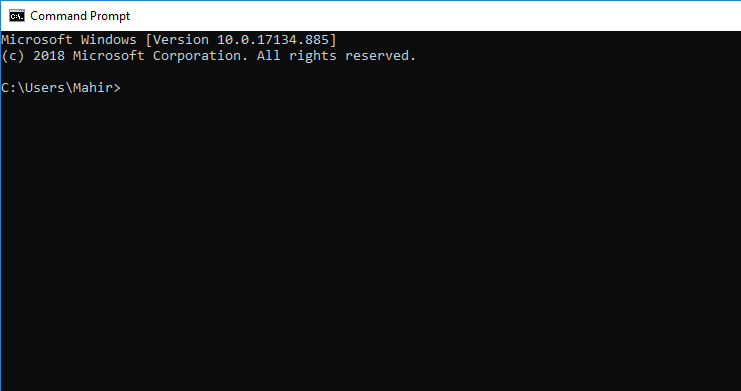 Command Prompt
Microsoft Windows [Version 10.0.17134.885]
(c) 2018 Microsoft Corporation. All rights reserved.
C:\Users\Mahir>